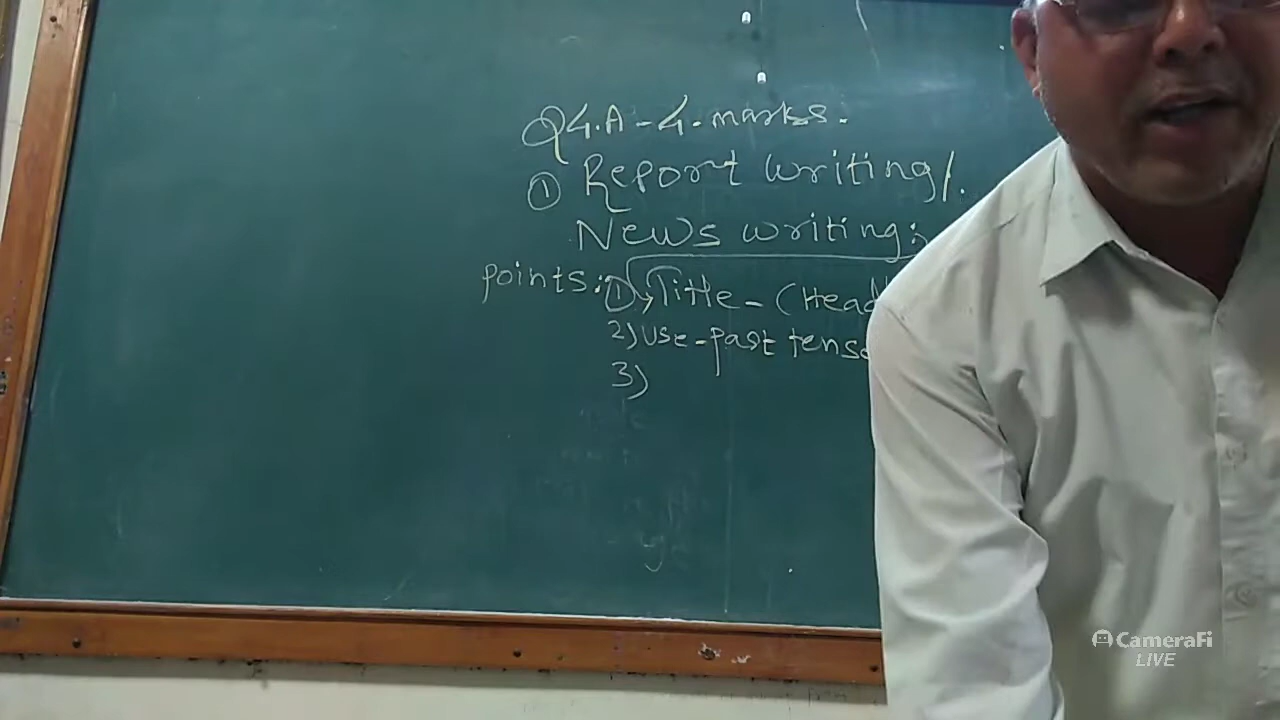 Q4.A - 4. marks.
① Report writing/.
News writing:
points: ① Title - (Head
2) Use - past tense
3)
CameraFi
LIVE